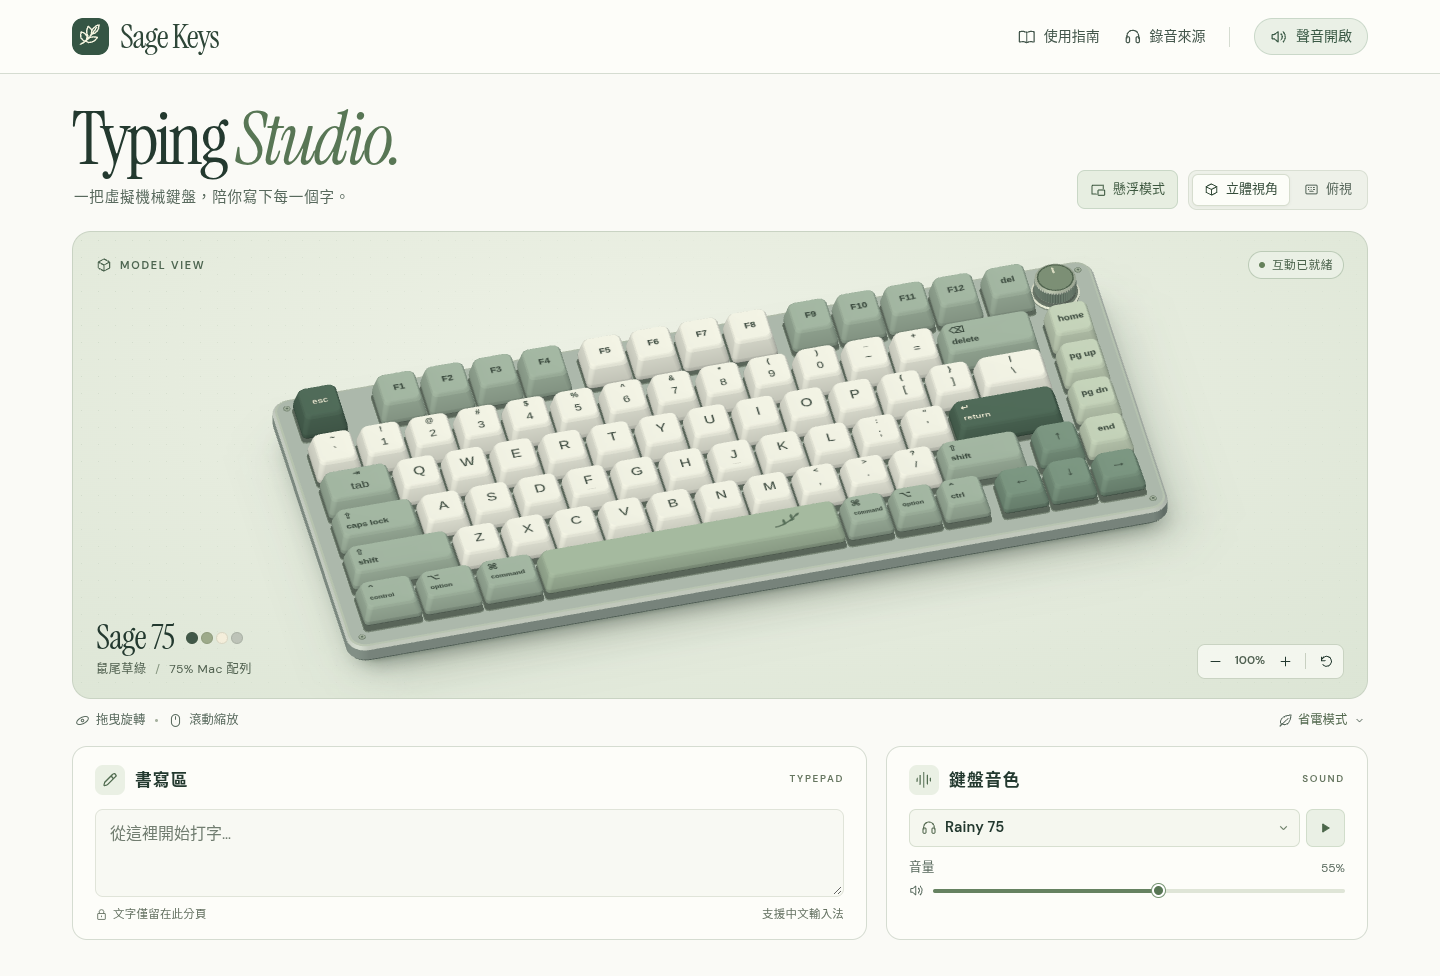 Sage Keys
使用指南
錄音來源
聲音開啟
Typing Studio.
一把虛擬機械鍵盤，陪你寫下每一個字。
懸浮模式
立體視角
俯視
MODEL VIEW
互動已就緒
esc F1 F2 F3 F4 F5 F6 F7 F8 F9 F10 F11 F12 del
~ ` ! 1 @ 2 # 3 $ 4 % 5 ^ 6 & 7 * 8 ( 9 ) 0 _ - + = ⌫ delete home
⇥ tab Q W E R T Y U I O P { [ } ] | \ pg up
⇪ caps lock A S D F G H J K L : ; " ' ↩ return pg dn
⇧ shift Z X C V B N M < , > . ? / ⇧ shift ↑ end
⌃ control ⌥ option ⌘ command ⌘ command ⌥ option ⌃ ctrl ← ↓ →
Sage 75
鼠尾草綠 / 75% Mac 配列
100%
拖曳旋轉 • 滾動縮放
省電模式
書寫區
TYPEPAD
從這裡開始打字...
文字僅留在此分頁
支援中文輸入法
鍵盤音色
SOUND
Rainy 75
音量
55%